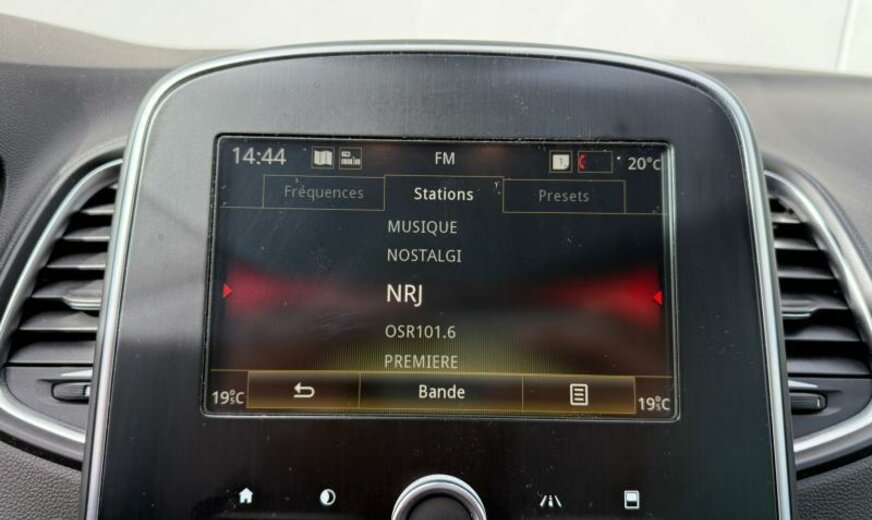 14:44 FM 20°C
Fréquences Stations Presets
MUSIQUE
NOSTALGI
NRJ
OSR101.6
PREMIERE
19°C Bande 19°C